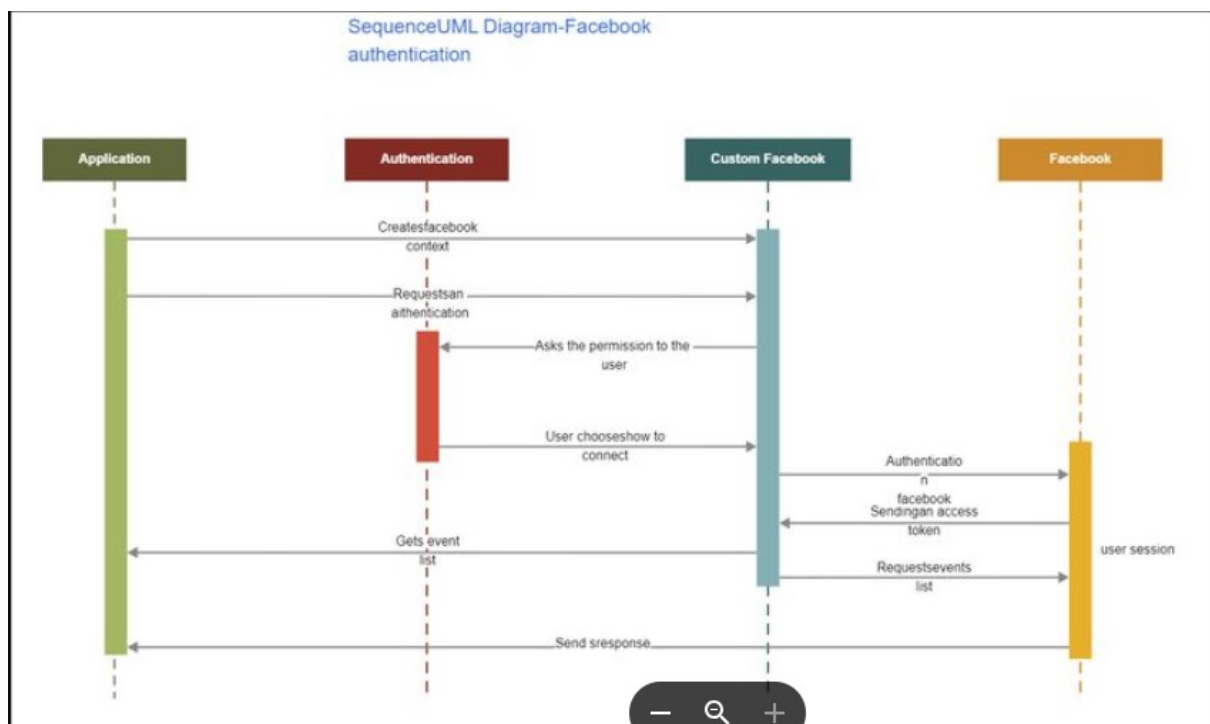 SequenceUML Diagram-Facebook
authentication
Application
Authentication
Custom Facebook
Facebook
Createsfacebook
context
Requestsan
aithentication
Asks the permission to the
user
User chooseshow to
connect
Authenticatio
n
facebook
Sendingan access
token
Gets event
list
user session
Requestsevents
list
Send sresponse